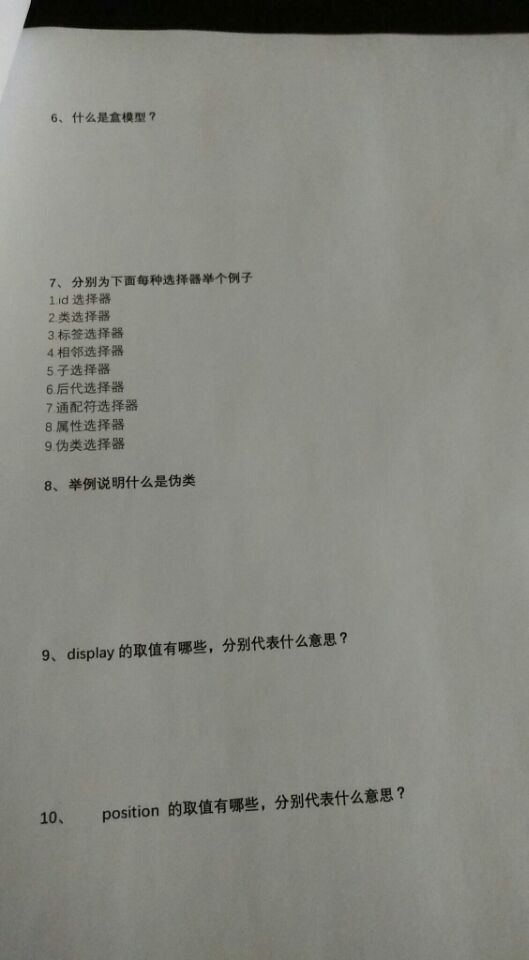 6、什么是盒模型？
7、分别为下面每种选择器举个例子
1.id 选择器
2.类选择器
3.标签选择器
4.相邻选择器
5.子选择器
6.后代选择器
7.通配符选择器
8.属性选择器
9.伪类选择器
8、举例说明什么是伪类
9、display 的取值有哪些，分别代表什么意思？
10、 position 的取值有哪些，分别代表什么意思？